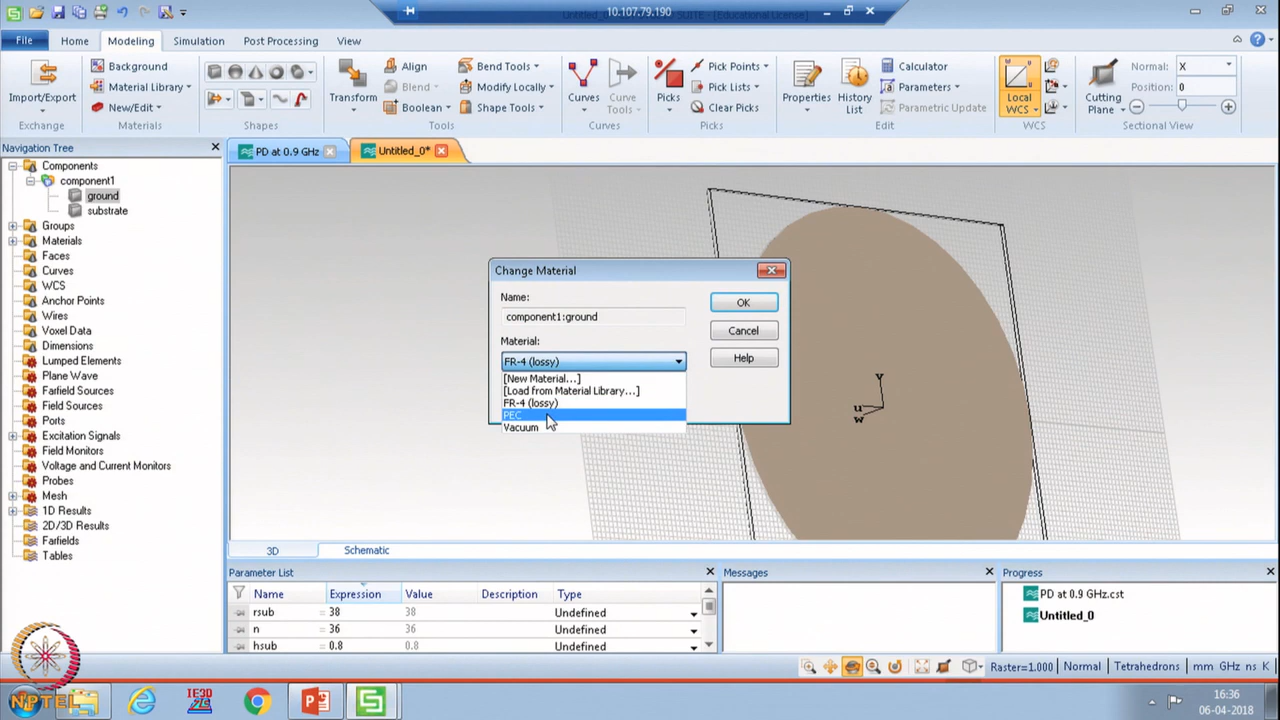 10.107.79.190
Untitled_0 SUITE - [Educational License]
File Home Modeling Simulation Post Processing View
Import/Export
Exchange
Background
Material Library
New/Edit
Materials
Shapes
Transform
Align
Blend
Boolean
Bend Tools
Modify Locally
Shape Tools
Tools
Curves
Curve Tools
Curves
Picks
Pick Points
Pick Lists
Clear Picks
Picks
Properties
History List
Calculator
Parameters
Parametric Update
Edit
Local WCS
WCS
Cutting Plane
Normal: X
Position: 0
Sectional View
Navigation Tree
PD at 0.9 GHz
Untitled_0*
Components
component1
ground
substrate
Groups
Materials
Faces
Curves
WCS
Anchor Points
Wires
Voxel Data
Dimensions
Lumped Elements
Plane Wave
Farfield Sources
Field Sources
Ports
Excitation Signals
Field Monitors
Voltage and Current Monitors
Probes
Mesh
1D Results
2D/3D Results
Farfields
Tables
Change Material
Name:
component1:ground
Material:
FR-4 (lossy)
[New Material...]
[Load from Material Library...]
FR-4 (lossy)
PEC
Vacuum
OK
Cancel
Help
v
u
w
3D Schematic
Parameter List
Name Expression Value Description Type
rsub = 38 38 Undefined
n = 36 36 Undefined
hsub = 0.8 0.8 Undefined
Messages
Progress
PD at 0.9 GHz.cst
Untitled_0
Raster=1.000 Normal Tetrahedrons mm GHz ns K
NPTEL
IE3D
16:36
06-04-2018